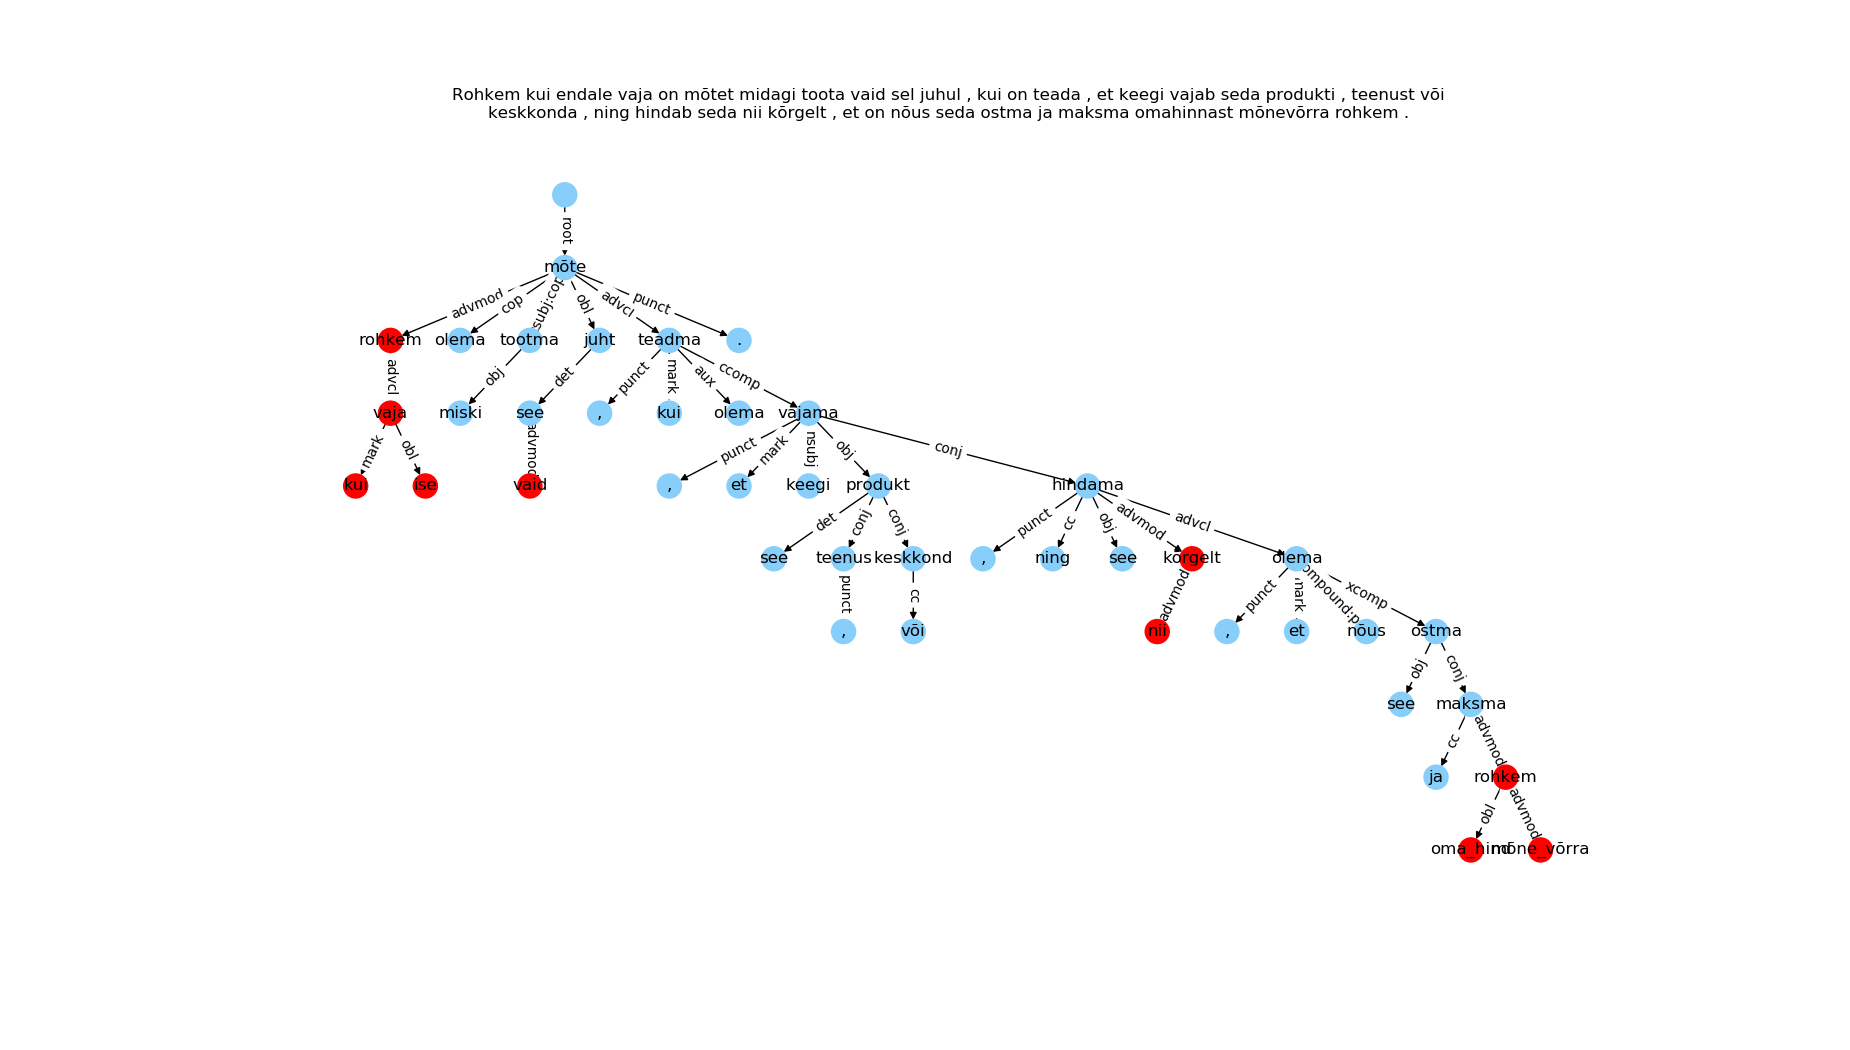 Rohkem kui endale vaja on mõtet midagi toota vaid sel juhul , kui on teada , et keegi vajab seda produkti , teenust või
keskkonda , ning hindab seda nii kõrgelt , et on nõus seda ostma ja maksma omahinnast mõnevõrra rohkem .
root
mõte
advmod cop subj:cop obl advcl punct
rohkem olema tootma juht teadma .
advcl obj det punct mark aux ccomp
vaja miski see , kui olema vajama
mark obl advmod punct mark nsubj obj conj
kui ise vaid , et keegi produkt hindama
det conj conj punct cc obj advmod advcl
see teenus keskkond , ning see kõrgelt olema
punct cc advmod punct mark ompound:p xcomp
, või nii , et nõus ostma
obj conj
see maksma
cc advmod
ja rohkem
obl advmod
oma_hind mõne_võrra